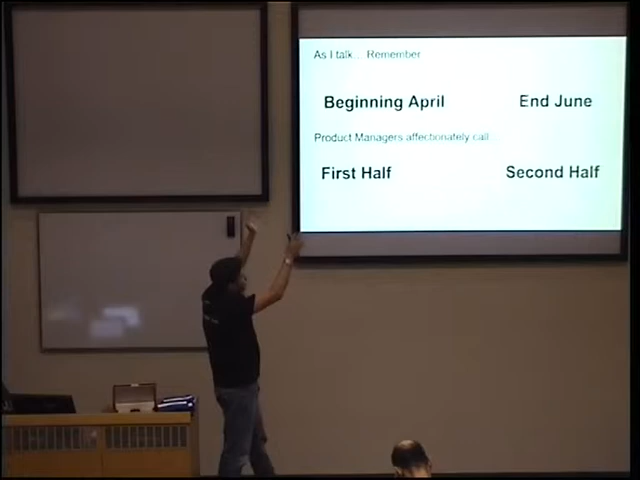 As I talk... Remember
Beginning April End June
Product Managers affectionately call
First Half Second Half